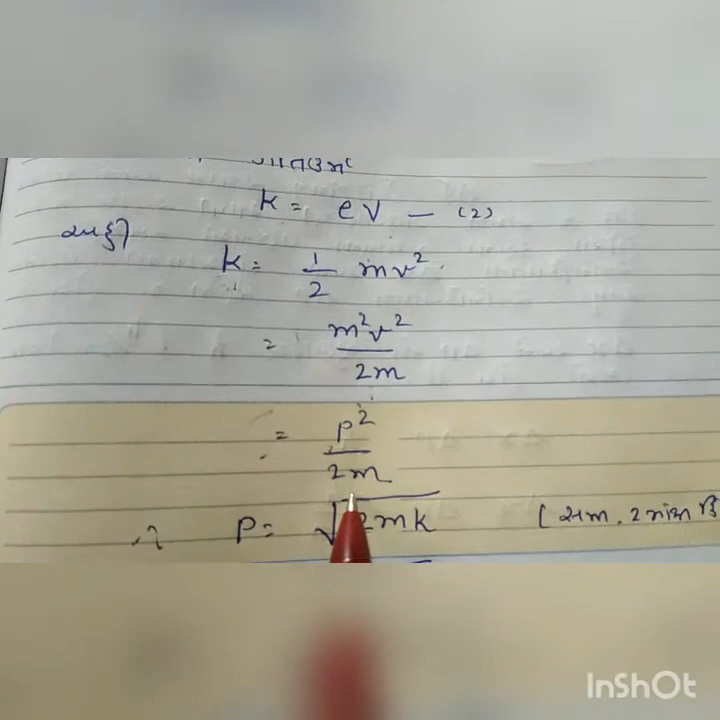 K = eV — (2)
K = 1/2 mv²
= m²v²/2m
= p²/2m
∴ P = √2mK
InShOt